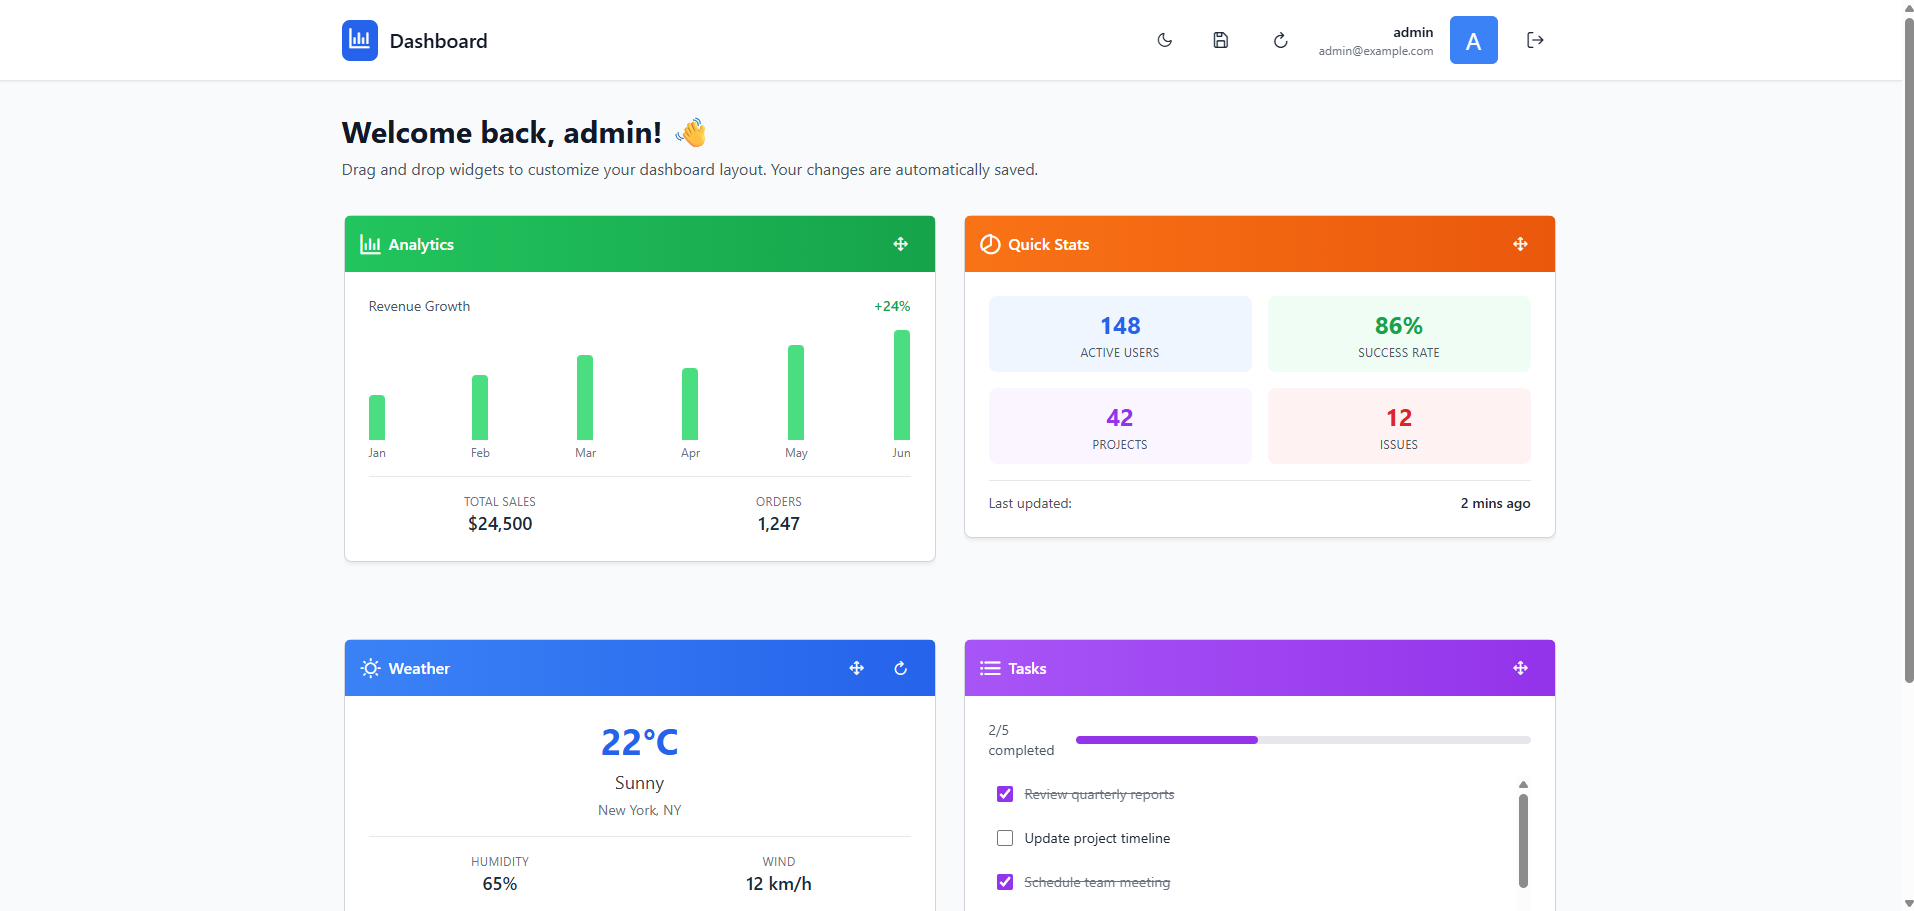 Dashboard
admin
admin@example.com
A
Welcome back, admin! 👋
Drag and drop widgets to customize your dashboard layout. Your changes are automatically saved.
Analytics
Revenue Growth
+24%
Jan Feb Mar Apr May Jun
TOTAL SALES
$24,500
ORDERS
1,247
Quick Stats
148
ACTIVE USERS
86%
SUCCESS RATE
42
PROJECTS
12
ISSUES
Last updated:
2 mins ago
Weather
22°C
Sunny
New York, NY
HUMIDITY
65%
WIND
12 km/h
Tasks
2/5
completed
Review quarterly reports
Update project timeline
Schedule team meeting